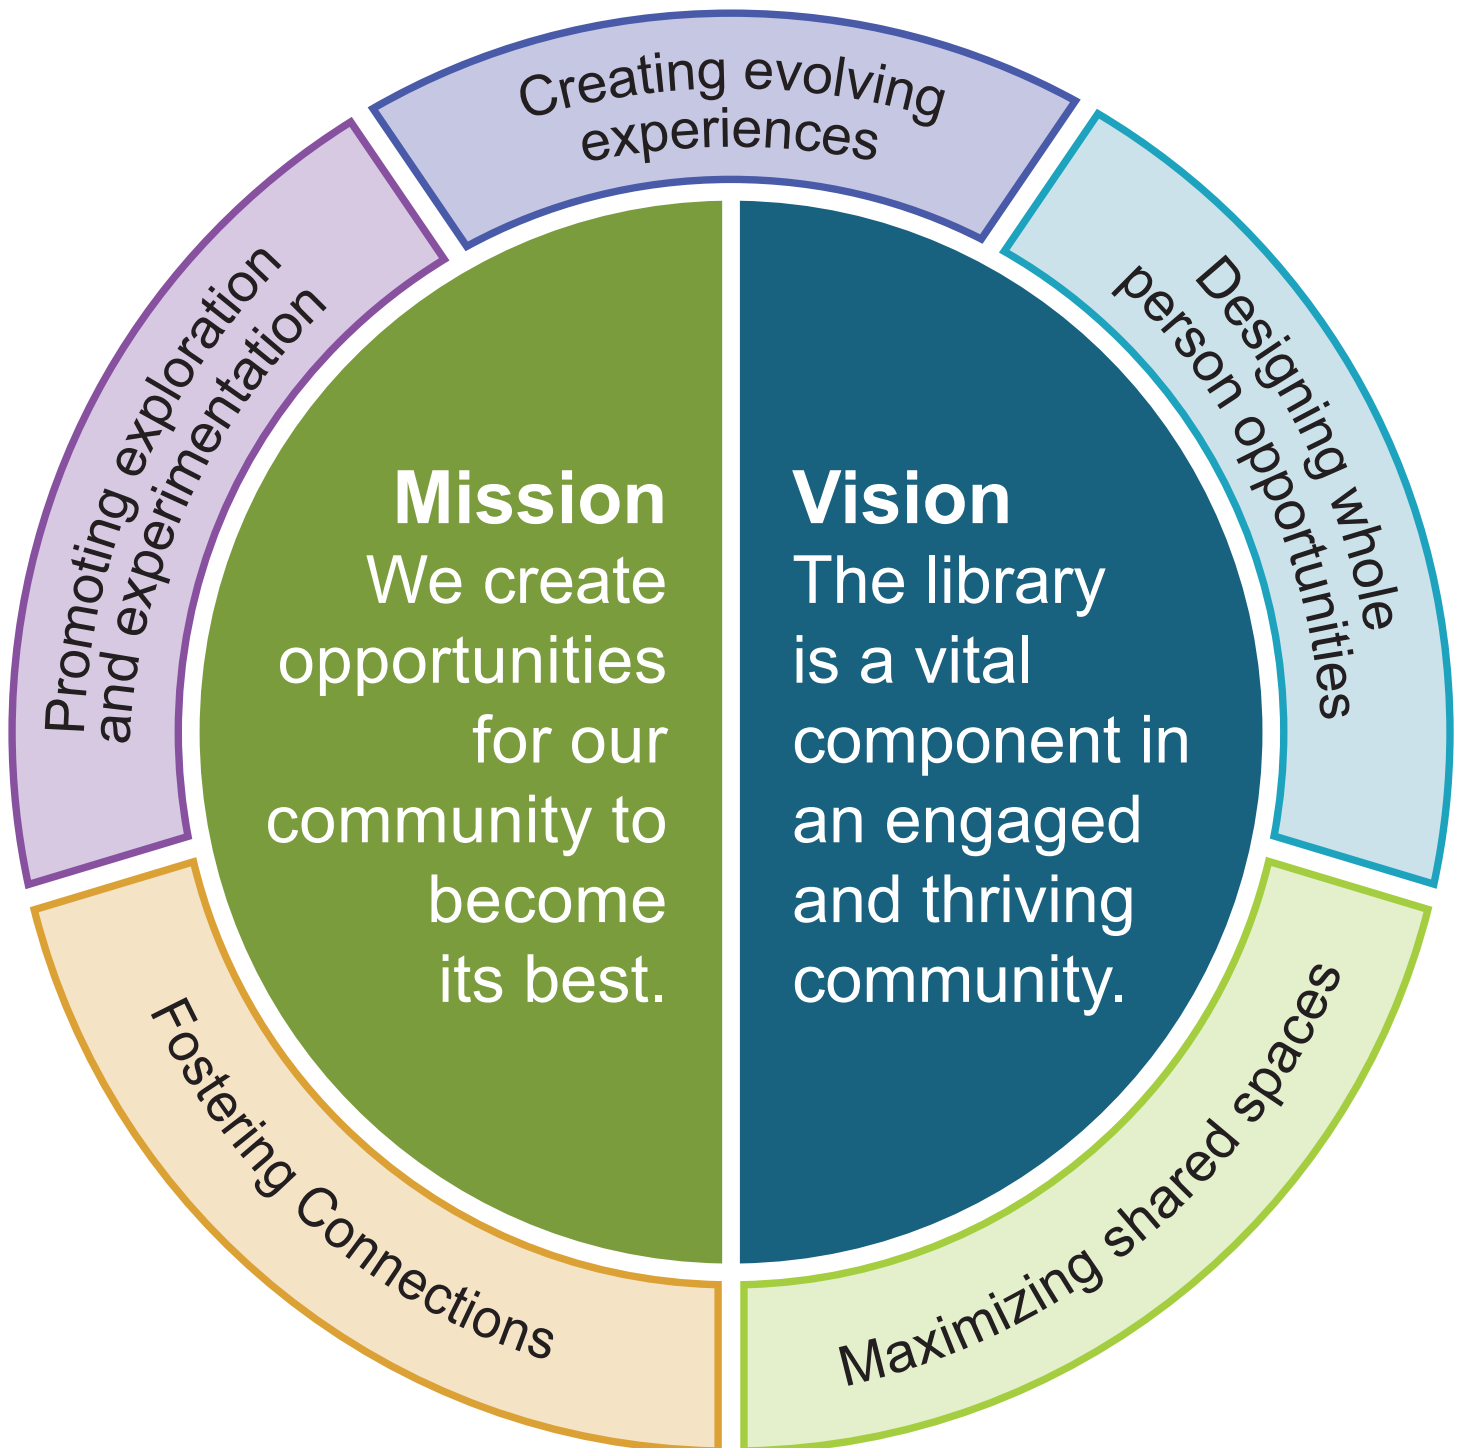 Creating evolving
experiences
Designing whole
person opportunities
Maximizing shared spaces
Fostering Connections
Promoting exploration
and experimentation
Mission
We create
opportunities
for our
community to
become
its best.
Vision
The library
is a vital
component in
an engaged
and thriving
community.